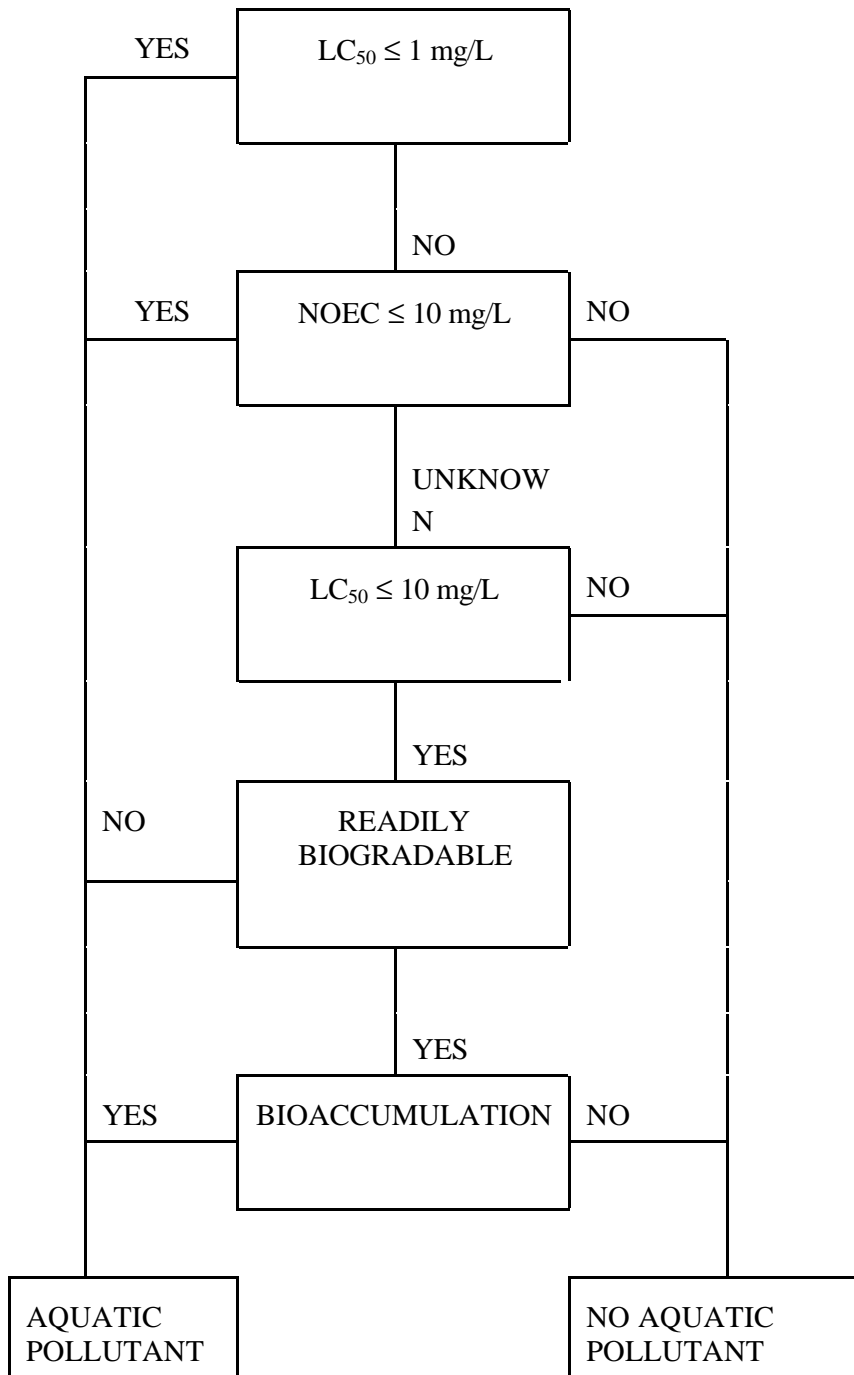 YES
LC₅₀ ≤ 1 mg/L
NO
YES
NOEC ≤ 10 mg/L
NO
UNKNOW
N
LC₅₀ ≤ 10 mg/L
NO
YES
NO
READILY
BIOGRADABLE
YES
YES
BIOACCUMULATION
NO
AQUATIC
POLLUTANT
NO AQUATIC
POLLUTANT